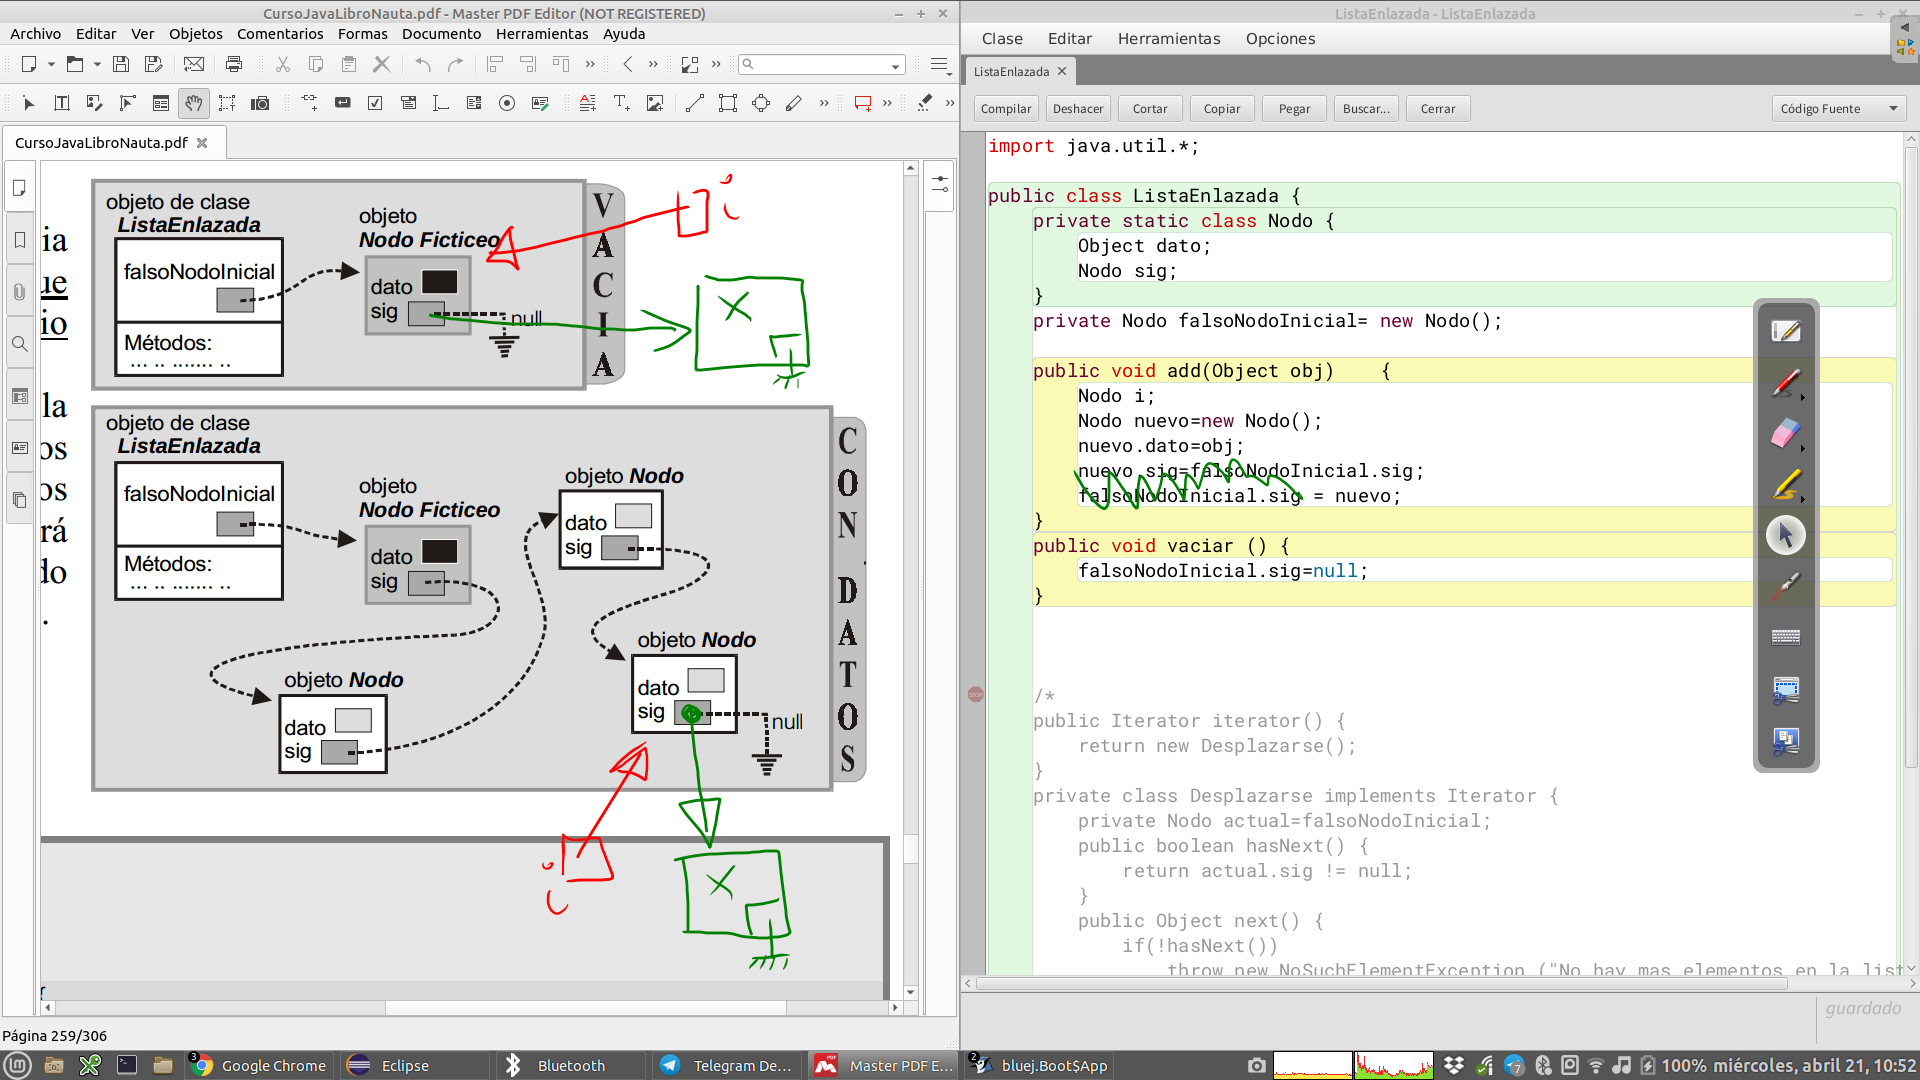 CursoJavaLibroNauta.pdf - Master PDF Editor (NOT REGISTERED)
Archivo Editar Ver Objetos Comentarios Formas Documento Herramientas Ayuda
CursoJavaLibroNauta.pdf
ia
ue
io
la
os
os
rá
do
.
objeto de clase
ListaEnlazada
falsoNodoInicial
Métodos:
... .. ....... ..
objeto
Nodo Ficticeo
dato
sig
null
VACIA
i
X
objeto de clase
ListaEnlazada
falsoNodoInicial
Métodos:
... .. ....... ..
objeto
Nodo Ficticeo
dato
sig
objeto Nodo
dato
sig
objeto Nodo
dato
sig
objeto Nodo
dato
sig
null
CON DATOS
i
X
Página 259/306
ListaEnlazada - ListaEnlazada
Clase Editar Herramientas Opciones
ListaEnlazada
Compilar Deshacer Cortar Copiar Pegar Buscar... Cerrar Código Fuente
import java.util.*;
public class ListaEnlazada {
private static class Nodo {
Object dato;
Nodo sig;
}
private Nodo falsoNodoInicial= new Nodo();
public void add(Object obj) {
Nodo i;
Nodo nuevo=new Nodo();
nuevo.dato=obj;
nuevo.sig=falsoNodoInicial.sig;
falsoNodoInicial.sig = nuevo;
}
public void vaciar () {
falsoNodoInicial.sig=null;
}
/*
public Iterator iterator() {
return new Desplazarse();
}
private class Desplazarse implements Iterator {
private Nodo actual=falsoNodoInicial;
public boolean hasNext() {
return actual.sig != null;
}
public Object next() {
if(!hasNext())
throw new NoSuchElementException ("No hay mas elementos en la list
STOP
guardado
3 Google Chrome Eclipse Bluetooth Telegram De... Master PDF E... 2 bluej.Boot$App 7 100% miércoles, abril 21, 10:52